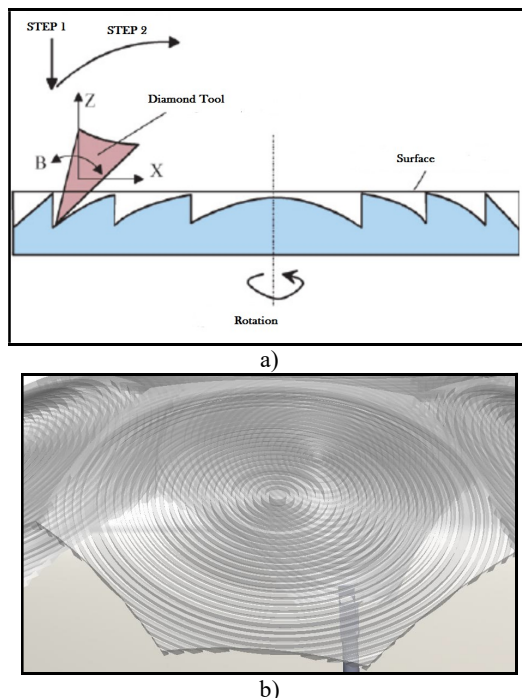 STEP 1
STEP 2
Z
Diamond Tool
B
X
Surface
Rotation
a)
b)